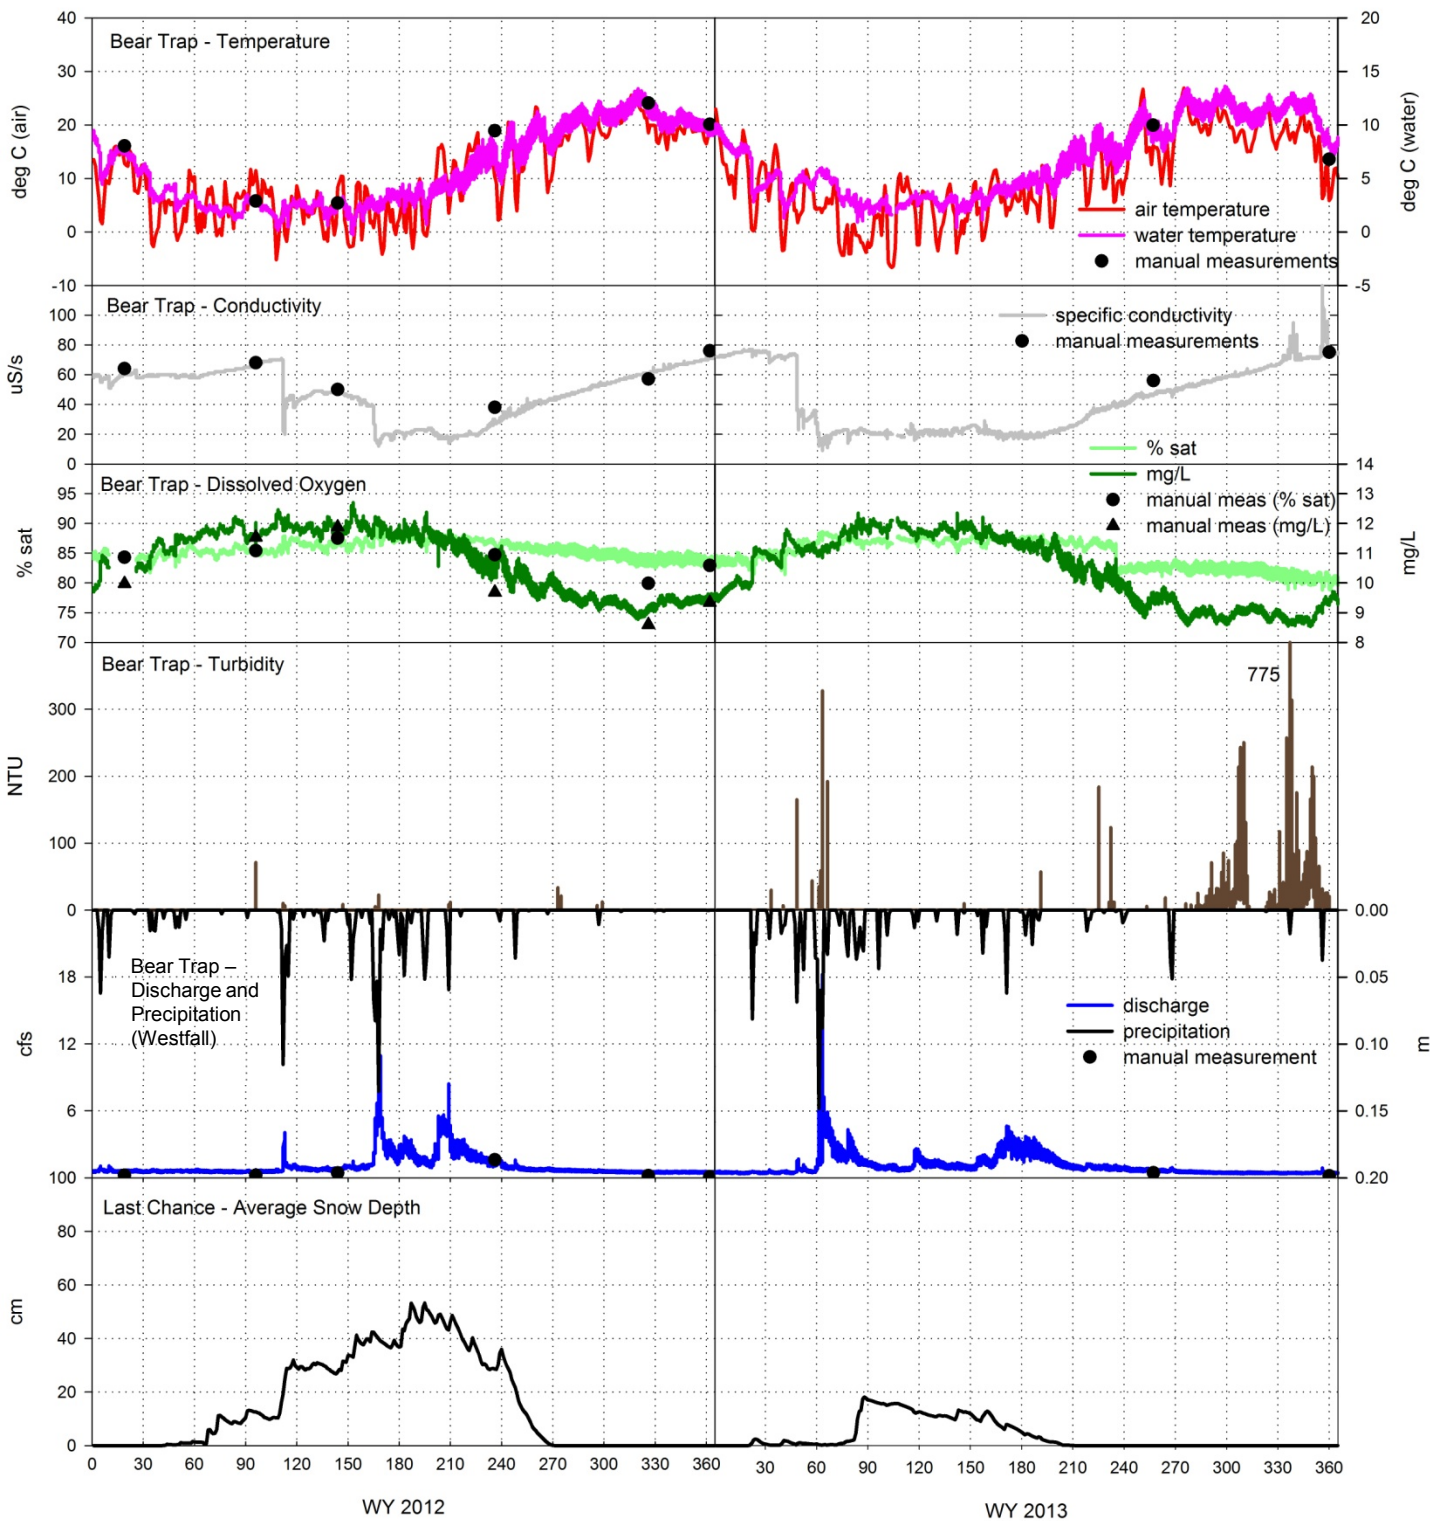 Bear Trap - Temperature
40
30
20
10
0
-10
deg C (air)
20
15
10
5
0
-5
deg C (water)
air temperature
water temperature
manual measurements
Bear Trap - Conductivity
100
80
60
40
20
0
uS/s
specific conductivity
manual measurements
Bear Trap - Dissolved Oxygen
95
90
85
80
75
70
% sat
14
13
12
11
10
9
8
mg/L
% sat
mg/L
manual meas (% sat)
manual meas (mg/L)
Bear Trap - Turbidity
775
300
200
100
0
NTU
Bear Trap –
Discharge and
Precipitation
(Westfall)
18
12
6
cfs
0.00
0.05
0.10
0.15
0.20
m
discharge
precipitation
manual measurement
Last Chance - Average Snow Depth
100
80
60
40
20
0
cm
0 30 60 90 120 150 180 210 240 270 300 330 360 30 60 90 120 150 180 210 240 270 300 330 360
WY 2012
WY 2013